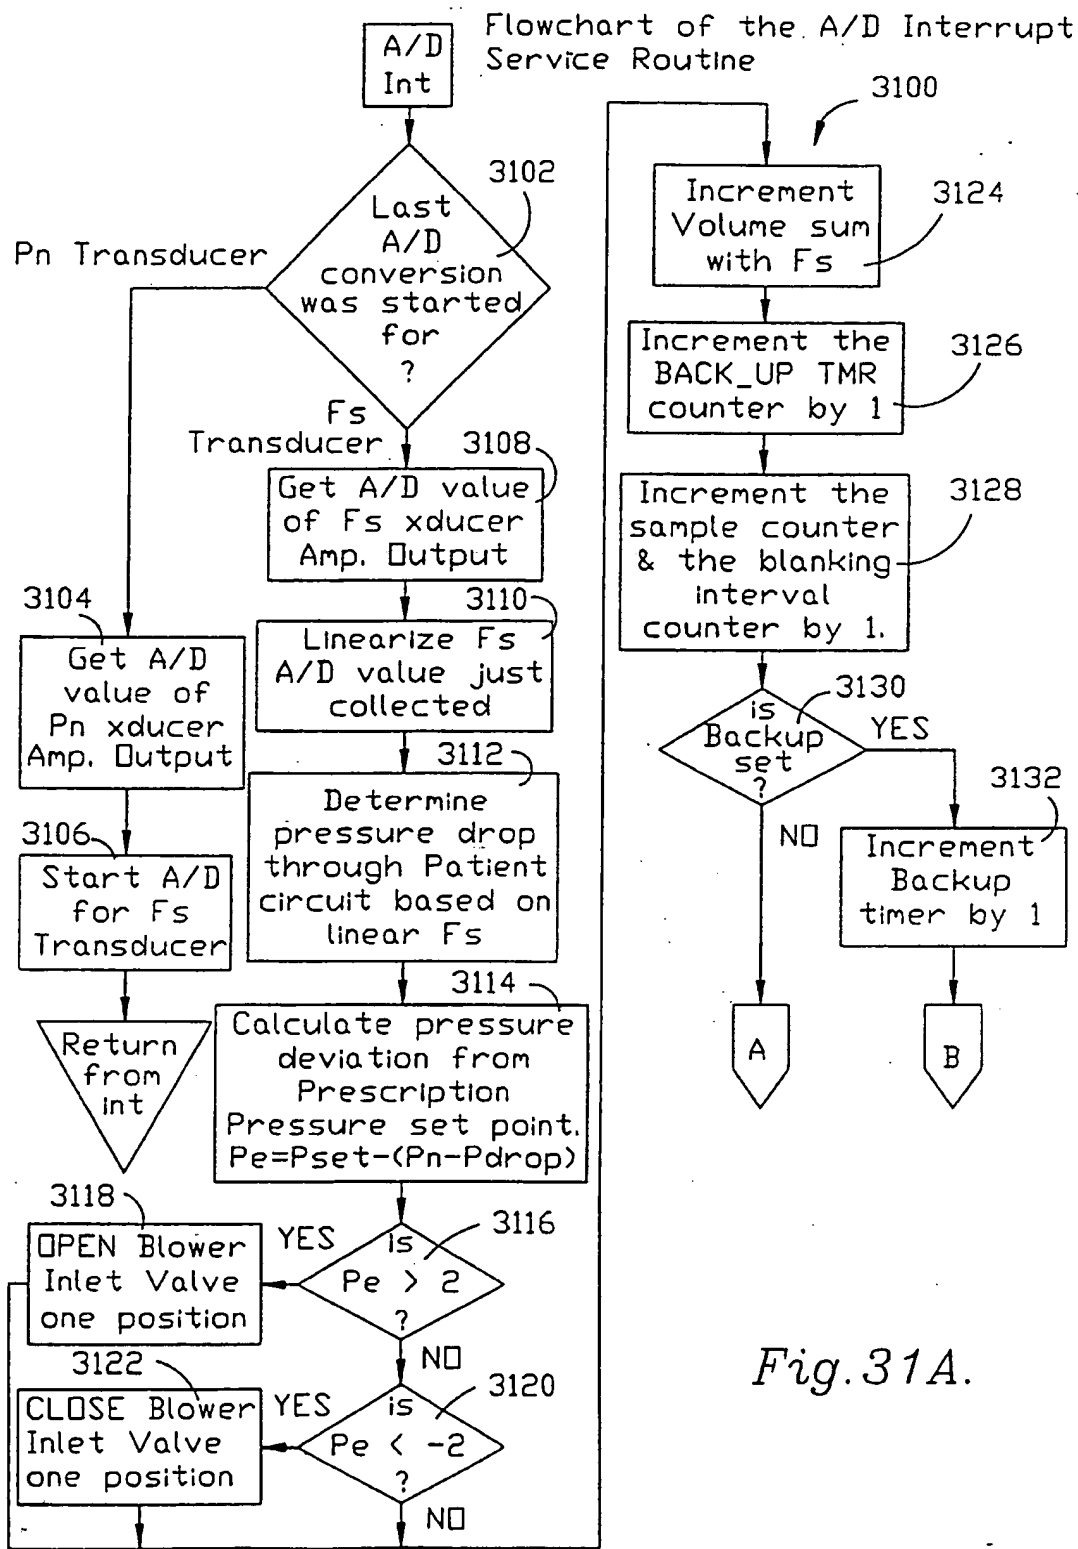 Flowchart of the A/D Interrupt
Service Routine
A/D
Int
3100
3102
Last
A/D
conversion
was started
for
?
Pn Transducer
Fs
Transducer
3104
Get A/D
value of
Pn xducer
Amp. Output
3106
Start A/D
for Fs
Transducer
Return
from
int
3108
Get A/D value
of Fs xducer
Amp. Output
3110
Linearize Fs
A/D value just
collected
3112
Determine
pressure drop
through Patient
circuit based on
linear Fs
3114
Calculate pressure
deviation from
Prescription
Pressure set point.
Pe=Pset-(Pn-Pdrop)
3116
is
Pe > 2
?
YES
NO
3118
OPEN Blower
Inlet Valve
one position
3120
is
Pe < -2
?
YES
NO
3122
CLOSE Blower
Inlet Valve
one position
3124
Increment
Volume sum
with Fs
3126
Increment the
BACK_UP TMR
counter by 1
3128
Increment the
sample counter
& the blanking
interval
counter by 1.
3130
is
Backup
set
?
YES
NO
3132
Increment
Backup
timer by 1
A
B
Fig.31A.